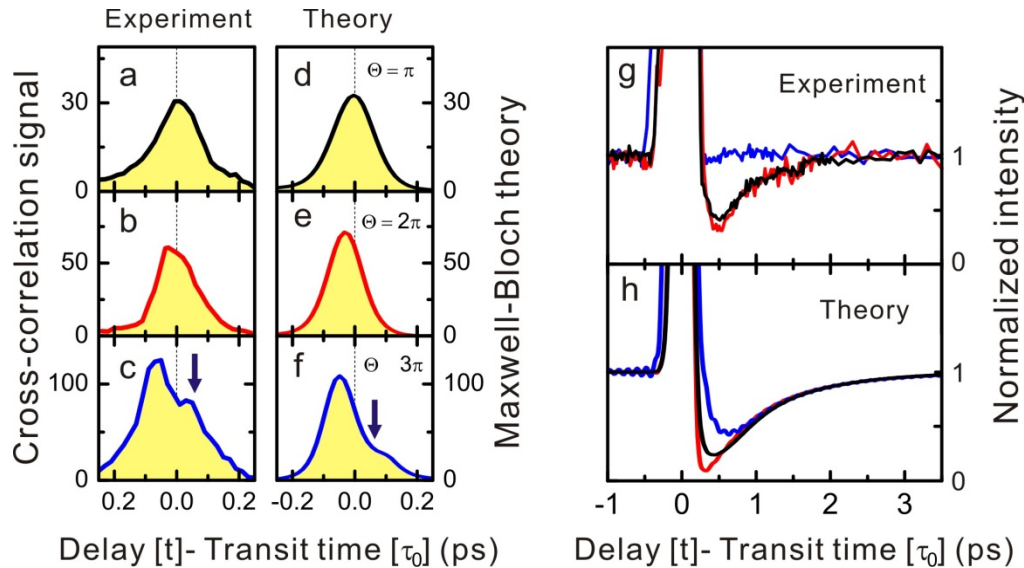 Experiment
Theory
Cross-correlation signal
Maxwell-Bloch theory
a
30
0
b
50
0
c
100
0
0.2 0.0 0.2
d
Θ = π
30
0
e
Θ = 2π
50
0
f
Θ 3π
100
0
-0.2 0.0 0.2
Delay [t]- Transit time [τ0] (ps)
g
Experiment
1
0
h
Theory
1
0
-1 0 1 2 3
Normalized intensity
Delay [t]- Transit time [τ0] (ps)